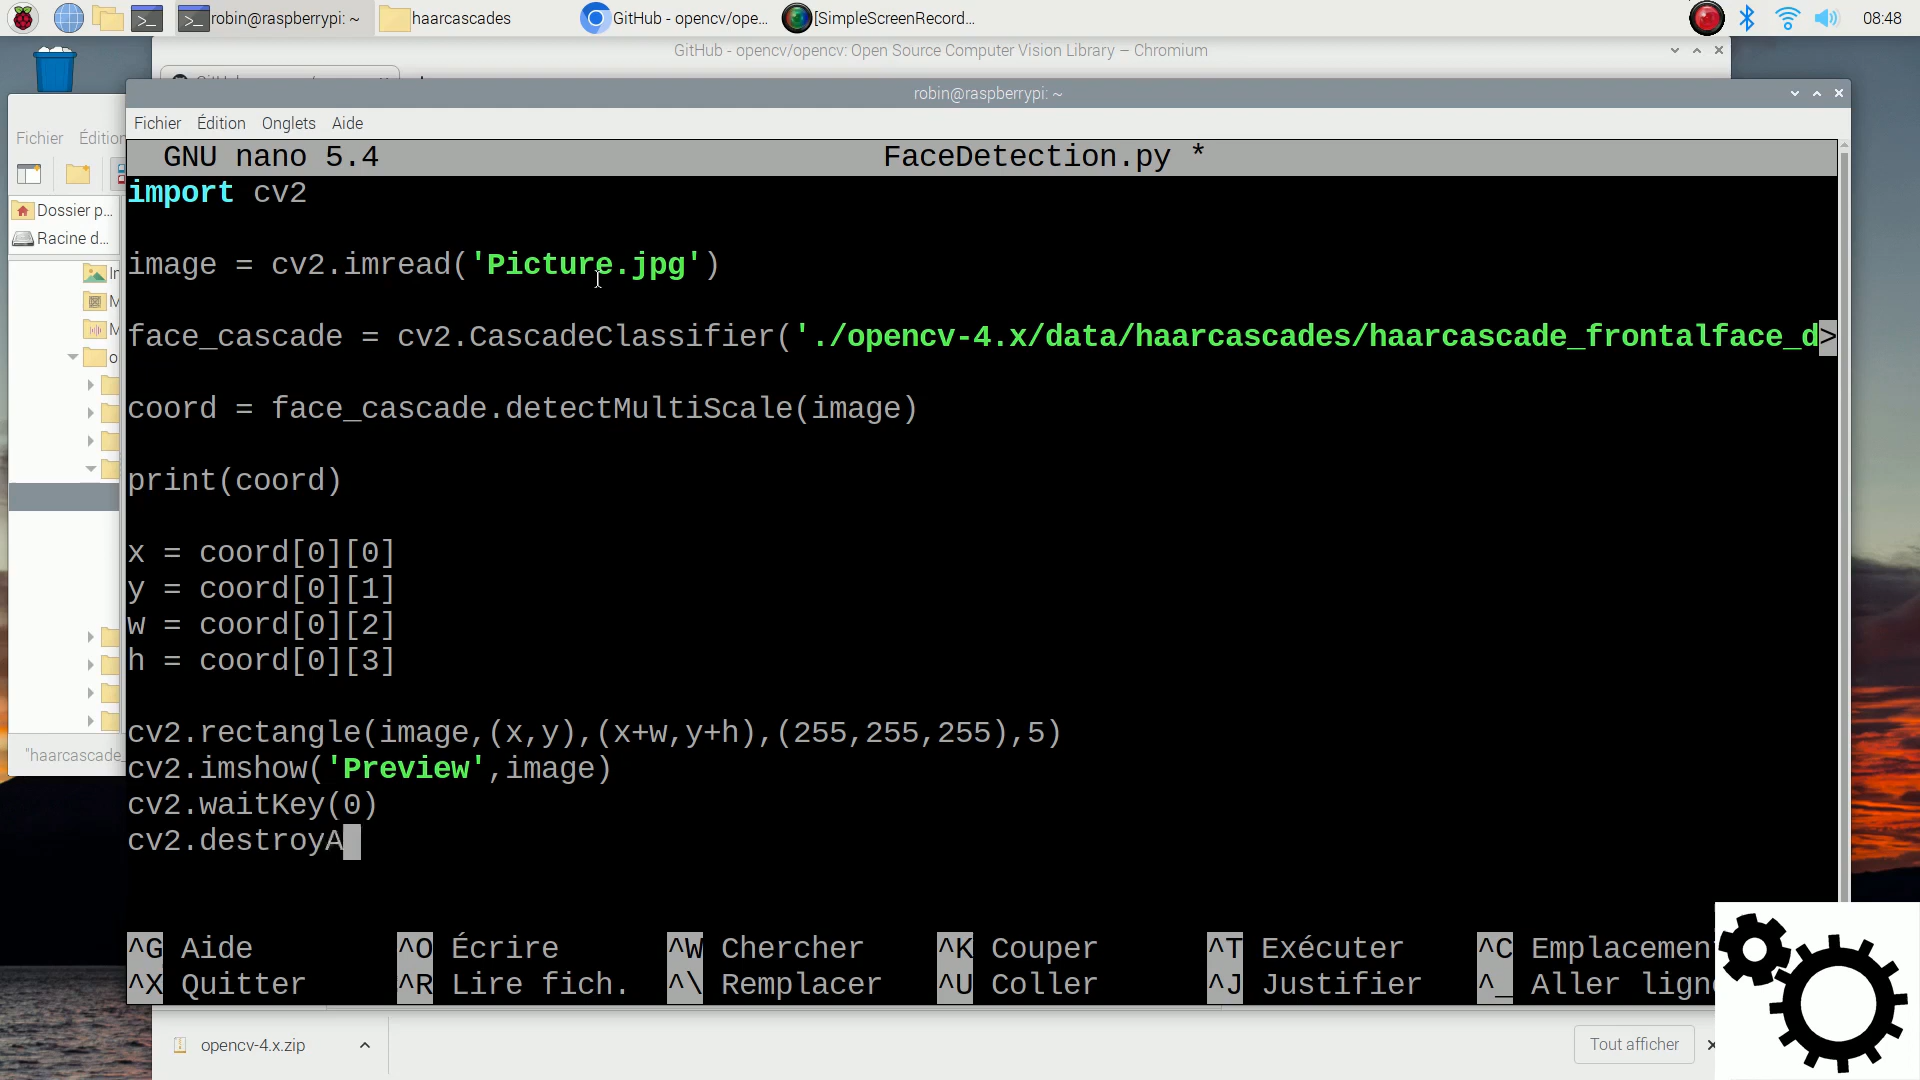 robin@raspberrypi: ~
haarcascades
GitHub - opencv/ope...
[SimpleScreenRecord...
08:48
GitHub - opencv/opencv: Open Source Computer Vision Library – Chromium
robin@raspberrypi: ~
Fichier Édition Onglets Aide
Fichier
GNU nano 5.4 FaceDetection.py *
import cv2
Dossier p...
Racine d...
image = cv2.imread('Picture.jpg')
face_cascade = cv2.CascadeClassifier('./opencv-4.x/data/haarcascades/haarcascade_frontalface_d>
coord = face_cascade.detectMultiScale(image)
print(coord)
x = coord[0][0]
y = coord[0][1]
w = coord[0][2]
h = coord[0][3]
cv2.rectangle(image,(x,y),(x+w,y+h),(255,255,255),5)
"haarcascade_
cv2.imshow('Preview',image)
cv2.waitKey(0)
cv2.destroyA
^G Aide ^O Écrire ^W Chercher ^K Couper ^T Exécuter ^C Emplacemen
^X Quitter ^R Lire fich. ^\ Remplacer ^U Coller ^J Justifier ^_ Aller lign
opencv-4.x.zip
Tout afficher